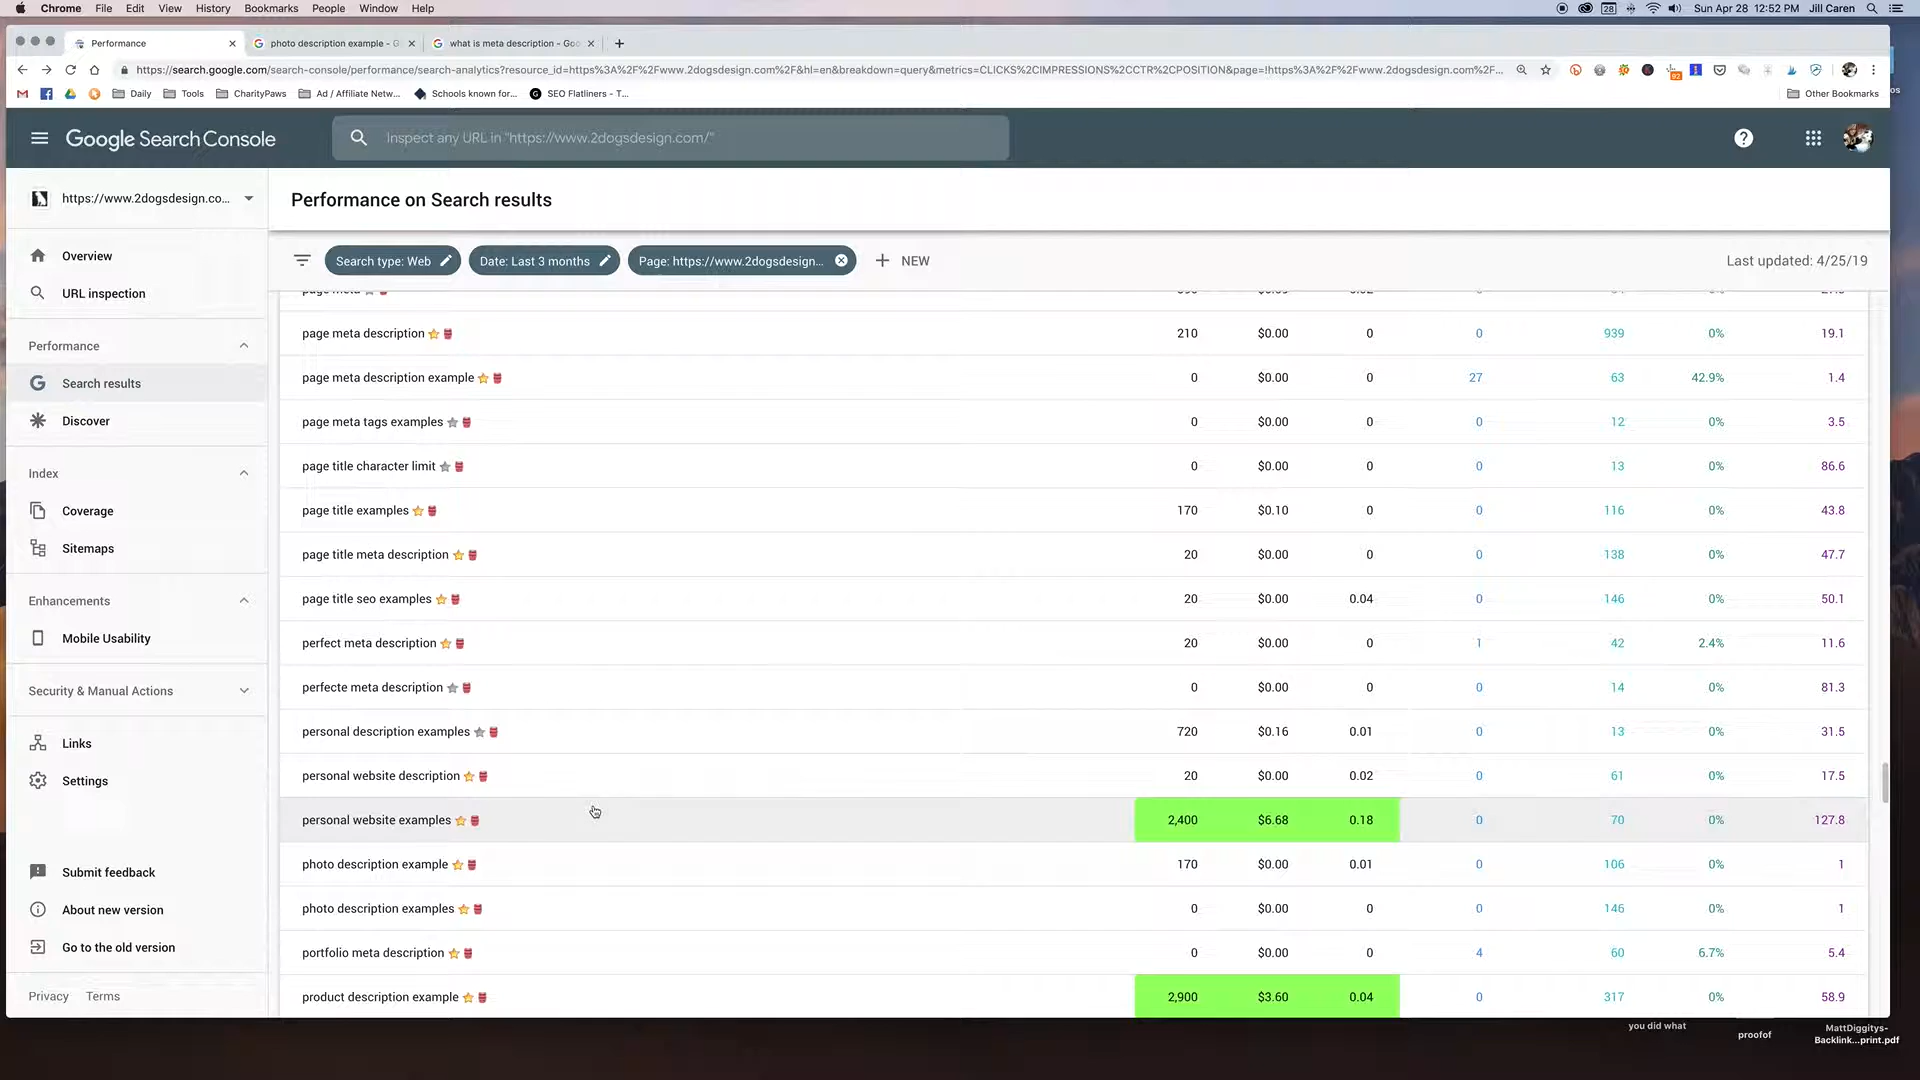 Chrome File Edit View History Bookmarks People Window Help
28 Sun Apr 28 12:52 PM Jill Caren
Performance
photo description example - G
what is meta description - Goo
https://search.google.com/search-console/performance/search-analytics?resource_id=https%3A%2F%2Fwww.2dogsdesign.com%2F&hl=en&breakdown=query&metrics=CLICKS%2CIMPRESSIONS%2CCTR%2CPOSITION&page=!https%3A%2F%2Fwww.2dogsdesign.com%2F...
92
Daily Tools CharityPaws Ad / Affiliate Netw... Schools known for... SEO Flatliners - T... Other Bookmarks
Google Search Console
Inspect any URL in "https://www.2dogsdesign.com/"
https://www.2dogsdesign.co...
Performance on Search results
Overview
URL inspection
Performance
Search results
Discover
Index
Coverage
Sitemaps
Enhancements
Mobile Usability
Security & Manual Actions
Links
Settings
Submit feedback
About new version
Go to the old version
Privacy Terms
Search type: Web Date: Last 3 months Page: https://www.2dogsdesign... NEW
Last updated: 4/25/19
page meta
page meta description 210 $0.00 0 0 939 0% 19.1
page meta description example 0 $0.00 0 27 63 42.9% 1.4
page meta tags examples 0 $0.00 0 0 12 0% 3.5
page title character limit 0 $0.00 0 0 13 0% 86.6
page title examples 170 $0.10 0 0 116 0% 43.8
page title meta description 20 $0.00 0 0 138 0% 47.7
page title seo examples 20 $0.00 0.04 0 146 0% 50.1
perfect meta description 20 $0.00 0 1 42 2.4% 11.6
perfecte meta description 0 $0.00 0 0 14 0% 81.3
personal description examples 720 $0.16 0.01 0 13 0% 31.5
personal website description 20 $0.00 0.02 0 61 0% 17.5
personal website examples 2,400 $6.68 0.18 0 70 0% 127.8
photo description example 170 $0.00 0.01 0 106 0% 1
photo description examples 0 $0.00 0 0 146 0% 1
portfolio meta description 0 $0.00 0 4 60 6.7% 5.4
product description example 2,900 $3.60 0.04 0 317 0% 58.9
you did what
proofof
MattDiggitys-
Backlink...print.pdf